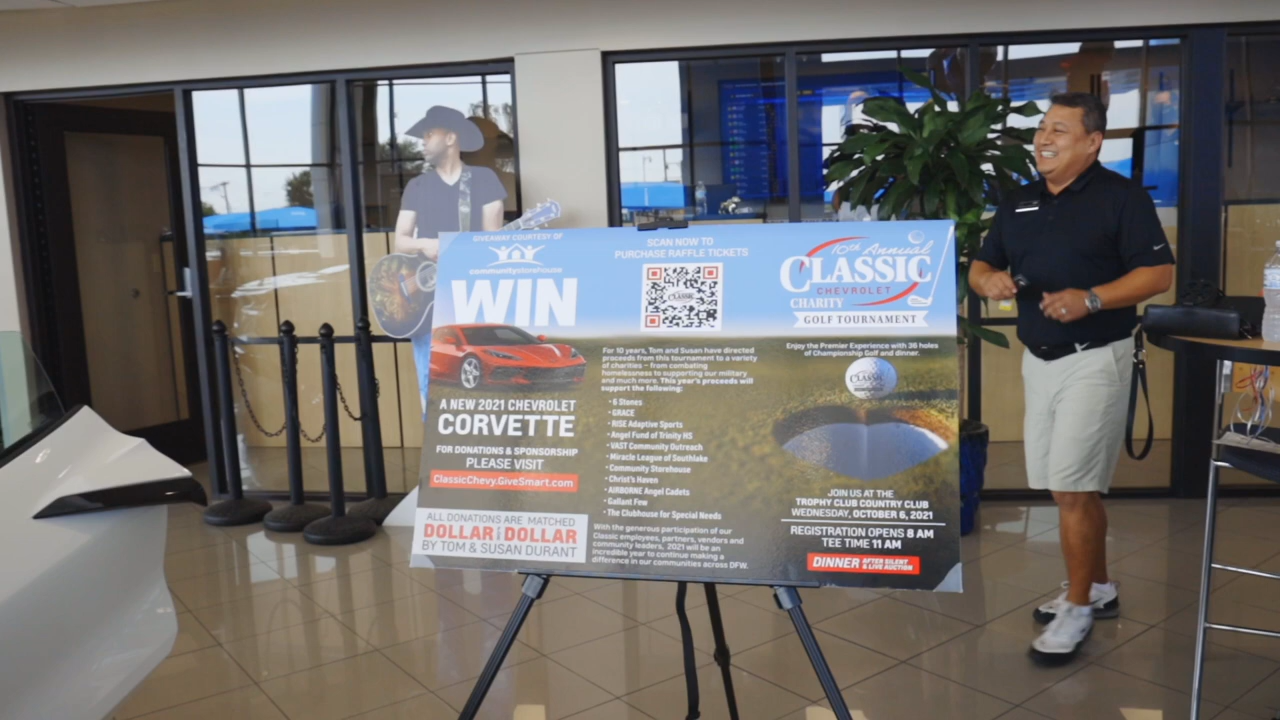 GIVEAWAY COURTESY OF
communitystorehouse
WIN
A NEW 2021 CHEVROLET
CORVETTE
FOR DONATIONS & SPONSORSHIP
PLEASE VISIT
ClassicChevy.GiveSmart.com
ALL DONATIONS ARE MATCHED
DOLLAR FOR DOLLAR
BY TOM & SUSAN DURANT
SCAN NOW TO
PURCHASE RAFFLE TICKETS
CLASSIC
For 10 years, Tom and Susan have directed
proceeds from this tournament to a variety
of charities – from combating
homelessness to supporting our military
and much more. This year's proceeds will
support the following:
• 6 Stones
• GRACE
• RISE Adaptive Sports
• Angel Fund of Trinity HS
• VAST Community Outreach
• Miracle League of Southlake
• Community Storehouse
• Christ's Haven
• AIRBORNE Angel Cadets
• Gallant Few
• The Clubhouse for Special Needs
With the generous participation of our
Classic employees, partners, vendors and
community leaders, 2021 will be an
incredible year to continue making a
difference in our communities across DFW.
10th Annual
CLASSIC
CHEVROLET
CHARITY
GOLF TOURNAMENT
Enjoy the Premier Experience with 36 holes
of Championship Golf and dinner.
CLASSIC
JOIN US AT THE
TROPHY CLUB COUNTRY CLUB
WEDNESDAY, OCTOBER 6, 2021
REGISTRATION OPENS 8 AM
TEE TIME 11 AM
DINNER AFTER SILENT
& LIVE AUCTION